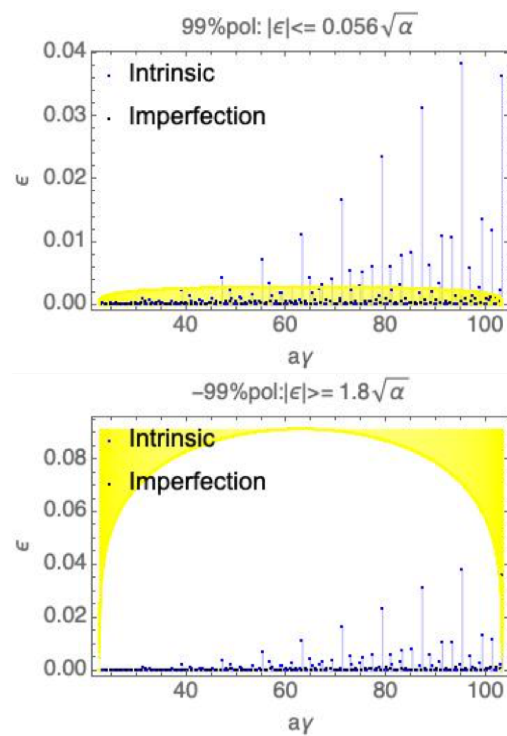 99%pol: |ϵ|<= 0.056√α
0.04
Intrinsic
0.03
Imperfection
ϵ
0.02
0.01
0.00
40 60 80 100
aγ
−99%pol:|ϵ|>= 1.8√α
Intrinsic
0.08
Imperfection
0.06
ϵ
0.04
0.02
0.00
40 60 80 100
aγ